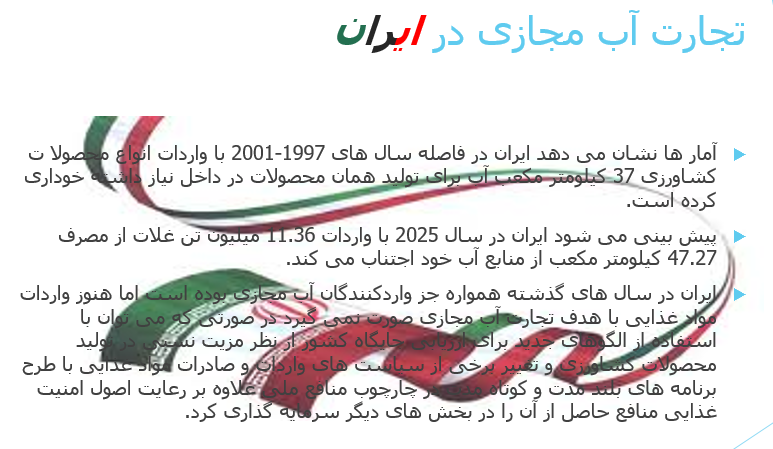 تجارت آب مجازی در ایران
آمار ها نشان می دهد ایران در فاصله سال های 1997-2001 با واردات انواع محصولا ت
کشاورزی 37 کیلومتر مکعب آب برای تولید همان محصولات در داخل نیاز داشته خوداری
کرده است.
پیش بینی می شود ایران در سال 2025 با واردات 11.36 میلیون تن غلات از مصرف
47.27 کیلومتر مکعب از منابع آب خود اجتناب می کند.
ایران در سال های گذشته همواره جز واردکنندگان آب مجازی بوده است اما هنوز واردات
مواد غذایی با هدف تجارت آب مجازی صورت نمی گیرد در صورتی که می توان با
استفاده از الگوهای جدید برای ارزیابی جایگاه کشور از نظر مزیت نسبی در تولید
محصولات کشاورزی و تغییر برخی از سیاست های واردات و صادرات مواد غذایی با طرح
برنامه های بلند مدت و کوتاه مدت در چارچوب منافع ملی علاوه بر رعایت اصول امنیت
غذایی منافع حاصل از آن را در بخش های دیگر سرمایه گذاری کرد.